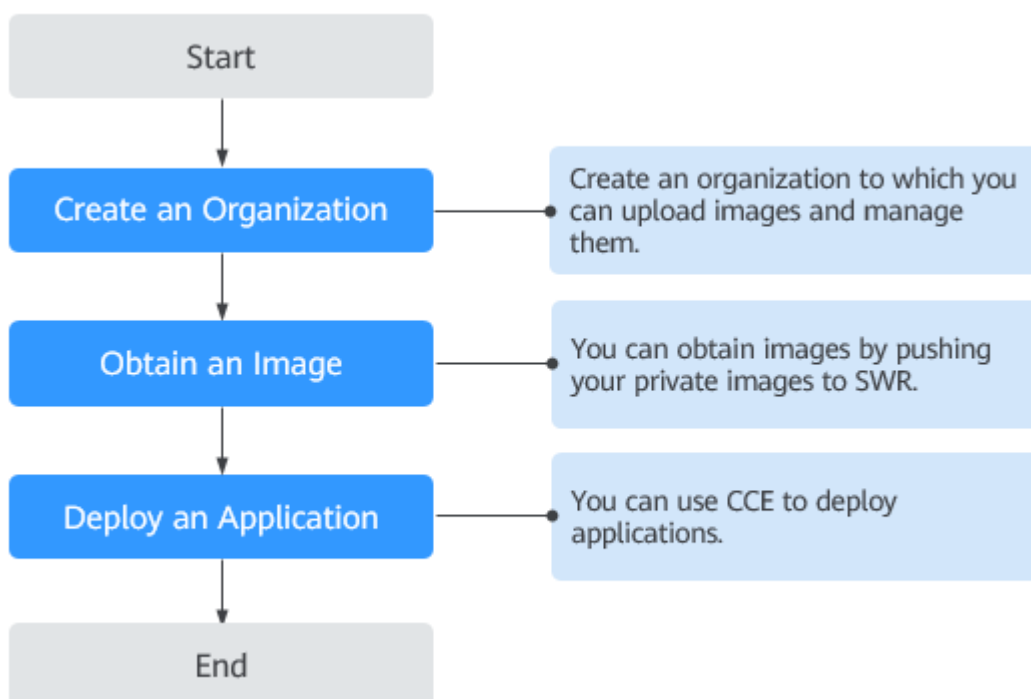 Start
Create an Organization
Create an organization to which you
can upload images and manage
them.
Obtain an Image
You can obtain images by pushing
your private images to SWR.
Deploy an Application
You can use CCE to deploy
applications.
End